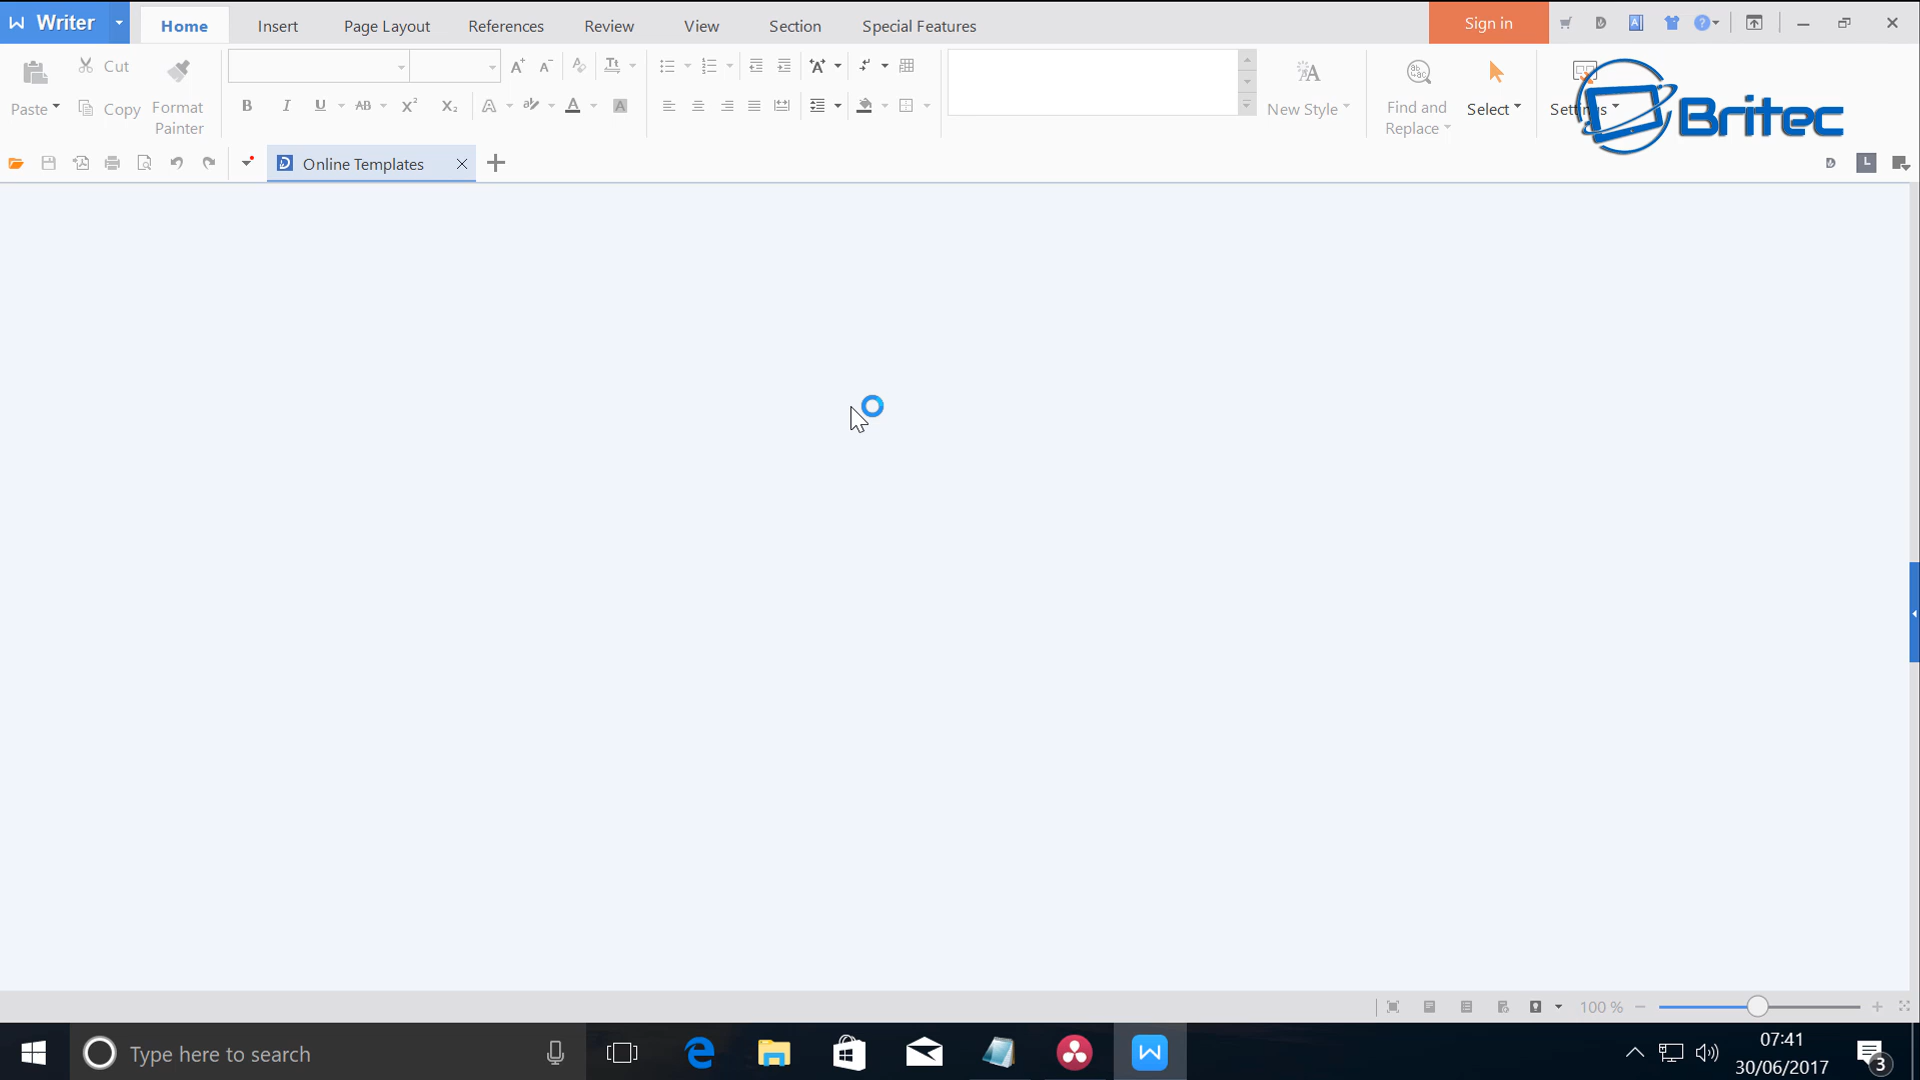 Writer
Home
Insert
Page Layout
References
Review
View
Section
Special Features
Sign in
Paste
Cut
Copy
Format
Painter
New Style
Find and
Replace
Select
Settings
Britec
Online Templates
100 %
Type here to search
07:41
30/06/2017
3